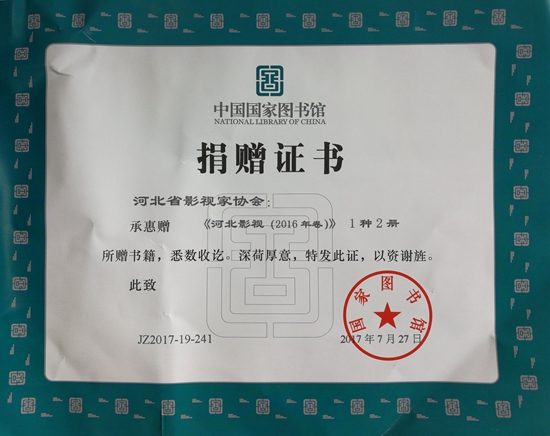 中国国家图书馆
NATIONAL LIBRARY OF CHINA
捐赠证书
河北省影视家协会：
承惠赠 《河北影视（2016年卷）》 1种2册
所赠书籍，悉数收讫。深荷厚意，特发此证，以资谢旌。
此致
国家图书馆
JZ2017-19-241
2017年7月27日